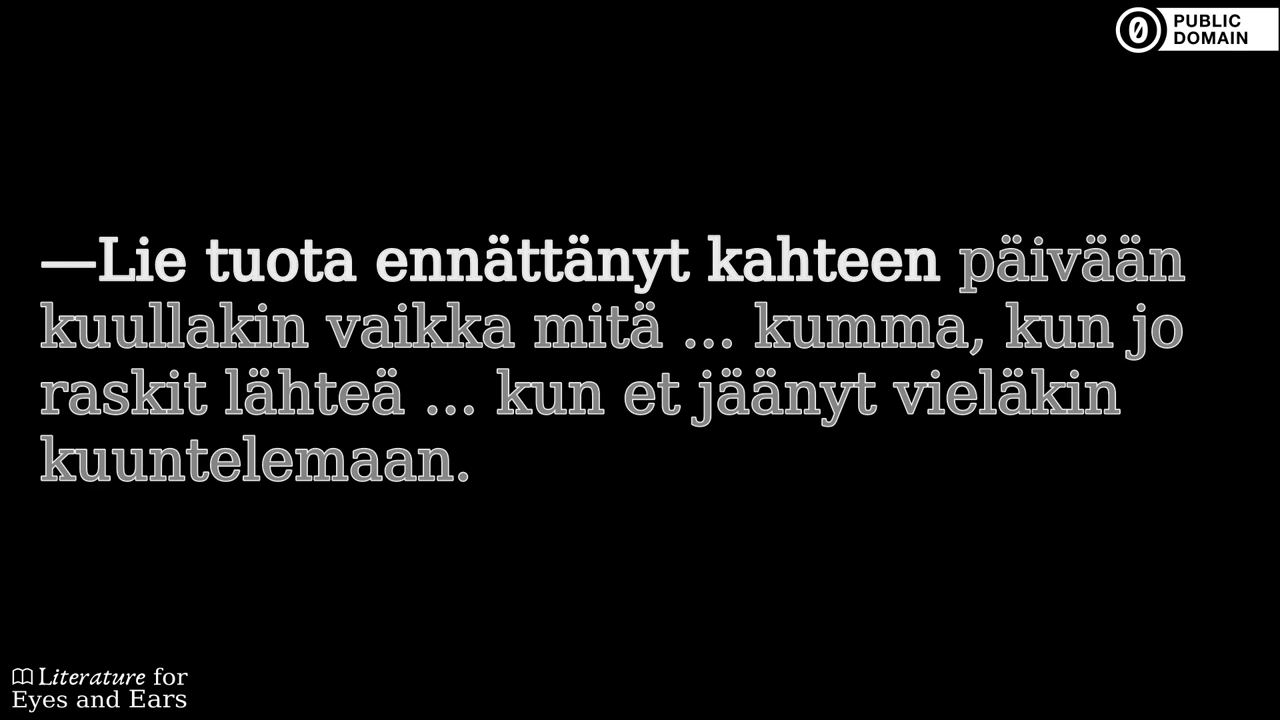 PUBLIC
DOMAIN
—Lie tuota ennättänyt kahteen päivään
kuullakin vaikka mitä ... kumma, kun jo
raskit lähteä ... kun et jäänyt vieläkin
kuuntelemaan.
Literature for
Eyes and Ears